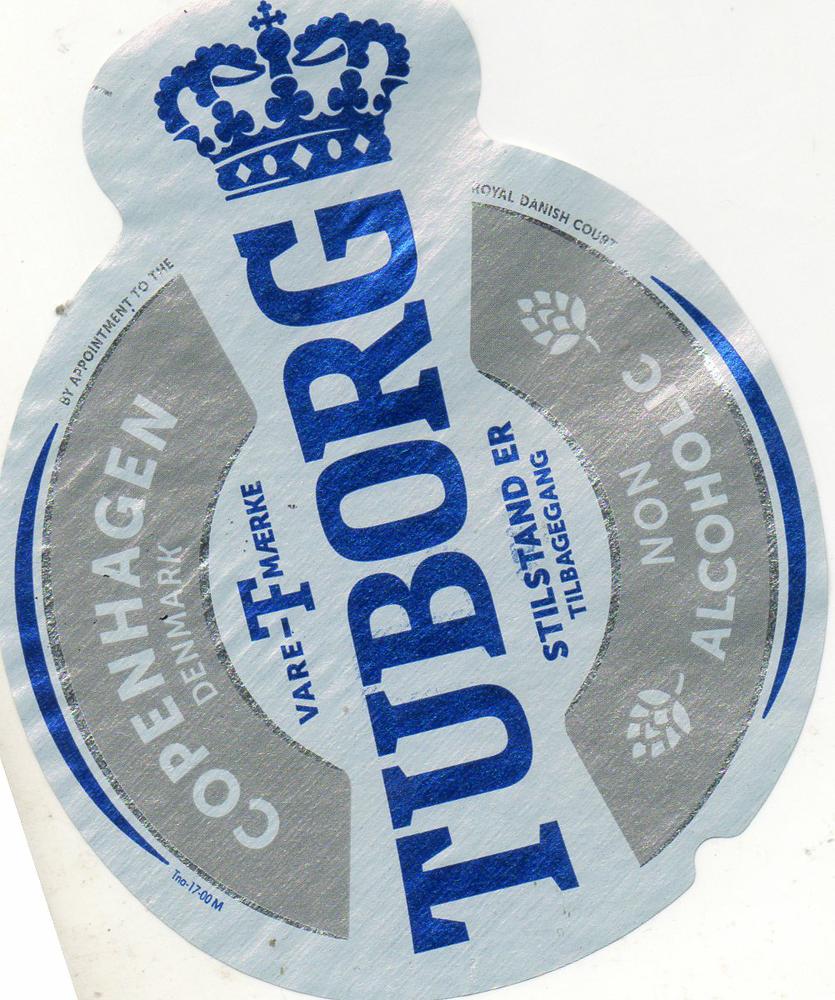 BY APPOINTMENT TO THE
ROYAL DANISH COURT
COPENHAGEN
DENMARK
VARE-T MÆRKE
TUBORG
STILSTAND ER
TILBAGEGANG
NON
ALCOHOLIC
Tno-17-00 M